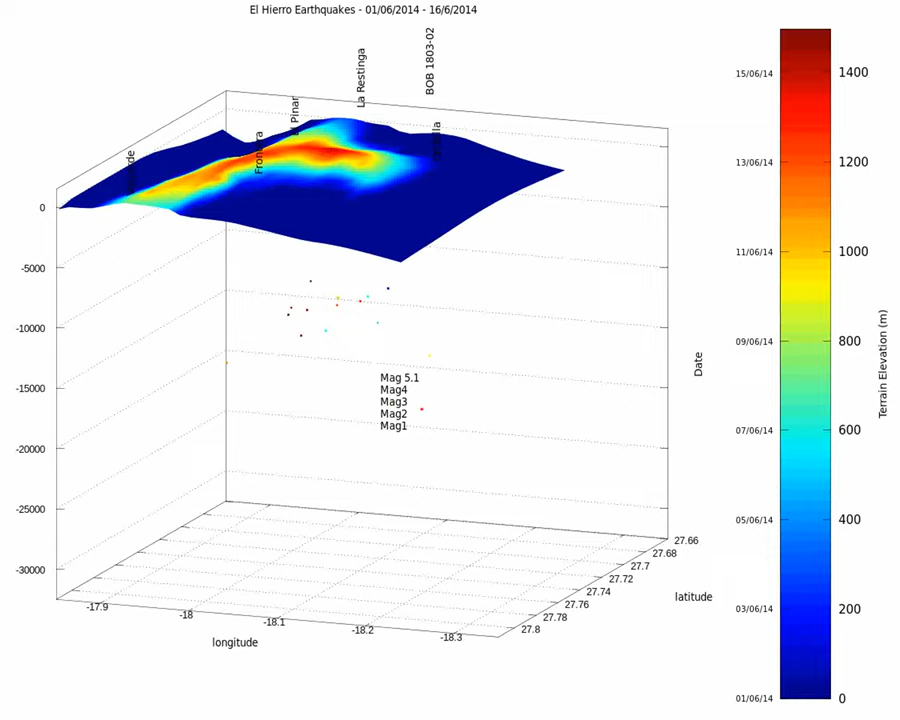 El Hierro Earthquakes - 01/06/2014 - 16/6/2014
BOB 1803-02
La Restinga
El Pinar
Frontera
0
-5000
-10000
-15000
-20000
-25000
-30000
Mag 5.1
Mag4
Mag3
Mag2
Mag1
-17.9
-18
-18.1
-18.2
-18.3
longitude
27.66
27.68
27.7
27.72
27.74
27.76
27.78
27.8
latitude
Date
15/06/14
13/06/14
11/06/14
09/06/14
07/06/14
05/06/14
03/06/14
01/06/14
1400
1200
1000
800
600
400
200
0
Terrain Elevation (m)